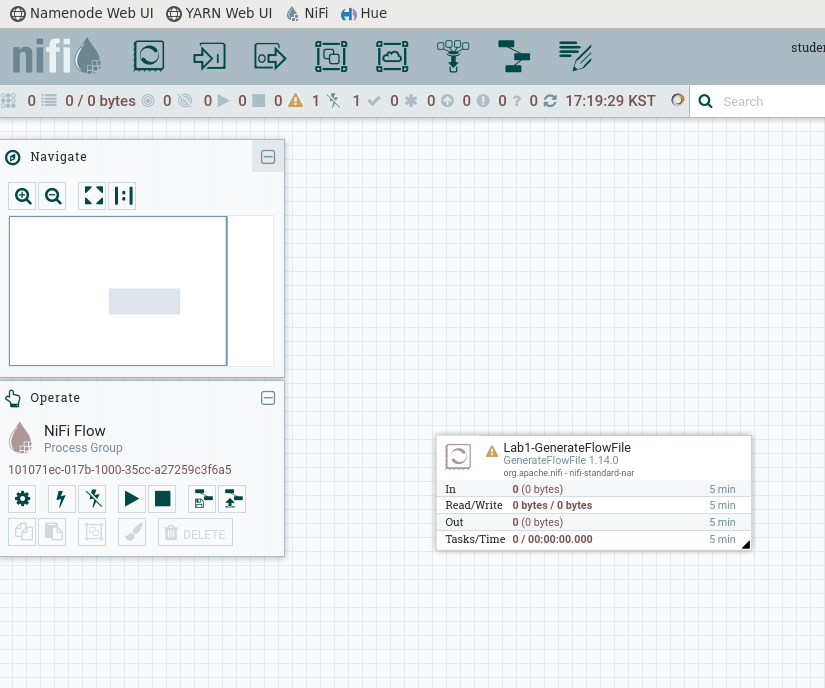 Namenode Web UI YARN Web UI NiFi Hue
nifi
0 0 / 0 bytes 0 0 0 0 1 1 0 0 0 0 ? 0 17:19:29 KST Search
Navigate
Operate
NiFi Flow
Process Group
101071ec-017b-1000-35cc-a27259c3f6a5
DELETE
Lab1-GenerateFlowFile
GenerateFlowFile 1.14.0
org.apache.nifi - nifi-standard-nar
In 0 (0 bytes) 5 min
Read/Write 0 bytes / 0 bytes 5 min
Out 0 (0 bytes) 5 min
Tasks/Time 0 / 00:00:00.000 5 min